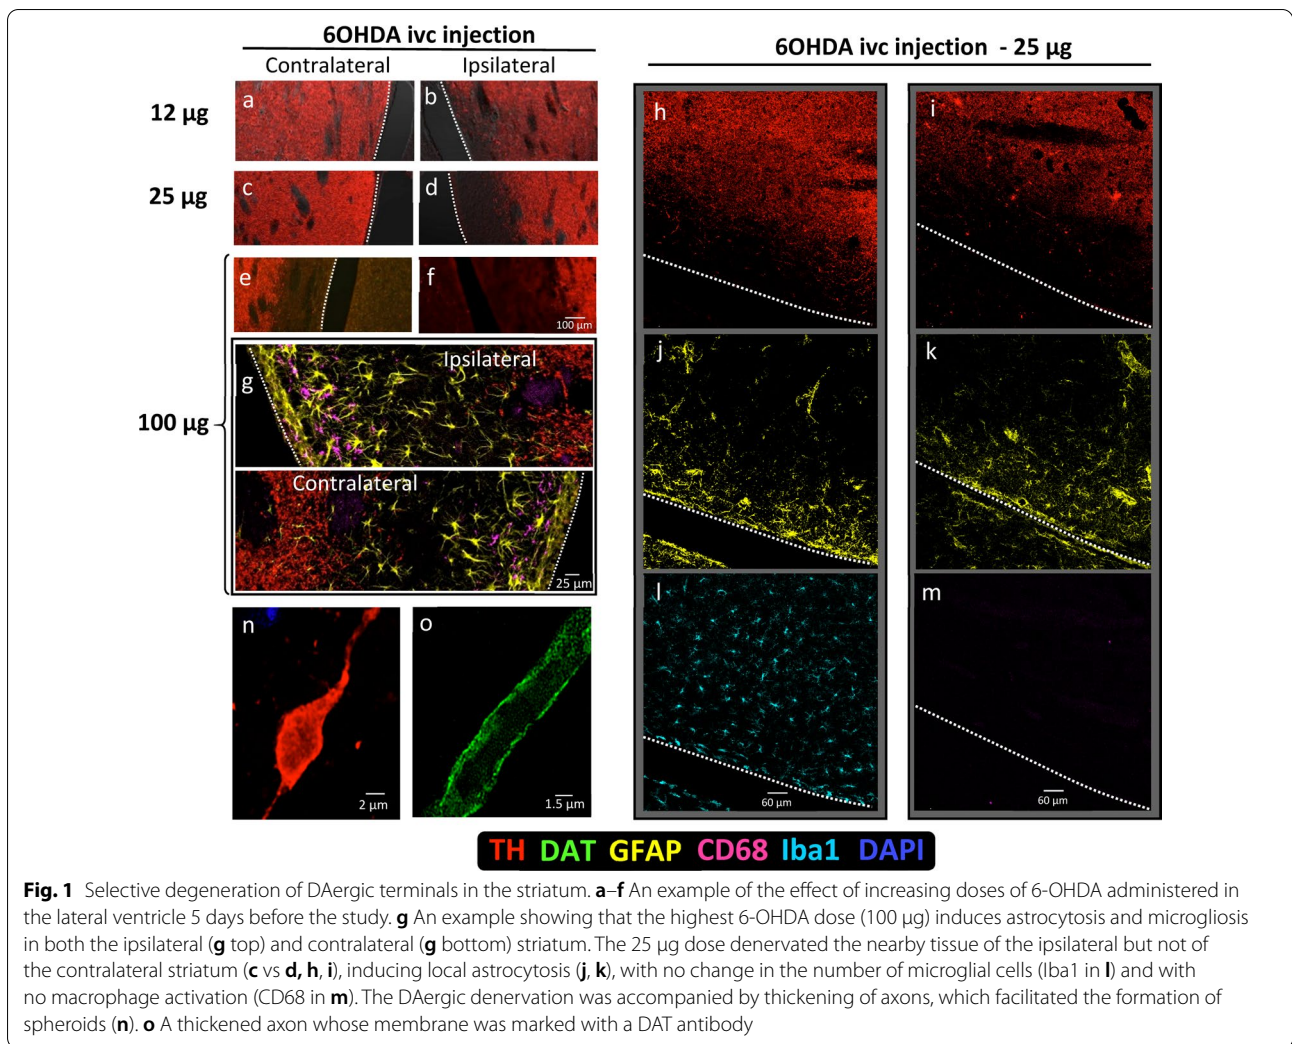 6OHDA ivc injection
Contralateral Ipsilateral
12 µg
a b
25 µg
c d
e f
100 µm
100 µg
g Ipsilateral
Contralateral
25 µm
n o
2 µm 1.5 µm
6OHDA ivc injection - 25 µg
h i
j k
l m
60 µm 60 µm
TH DAT GFAP CD68 Iba1 DAPI
Fig. 1 Selective degeneration of DAergic terminals in the striatum. a–f An example of the effect of increasing doses of 6-OHDA administered in
the lateral ventricle 5 days before the study. g An example showing that the highest 6-OHDA dose (100 µg) induces astrocytosis and microgliosis
in both the ipsilateral (g top) and contralateral (g bottom) striatum. The 25 µg dose denervated the nearby tissue of the ipsilateral but not of
the contralateral striatum (c vs d, h, i), inducing local astrocytosis (j, k), with no change in the number of microglial cells (Iba1 in l) and with
no macrophage activation (CD68 in m). The DAergic denervation was accompanied by thickening of axons, which facilitated the formation of
spheroids (n). o A thickened axon whose membrane was marked with a DAT antibody